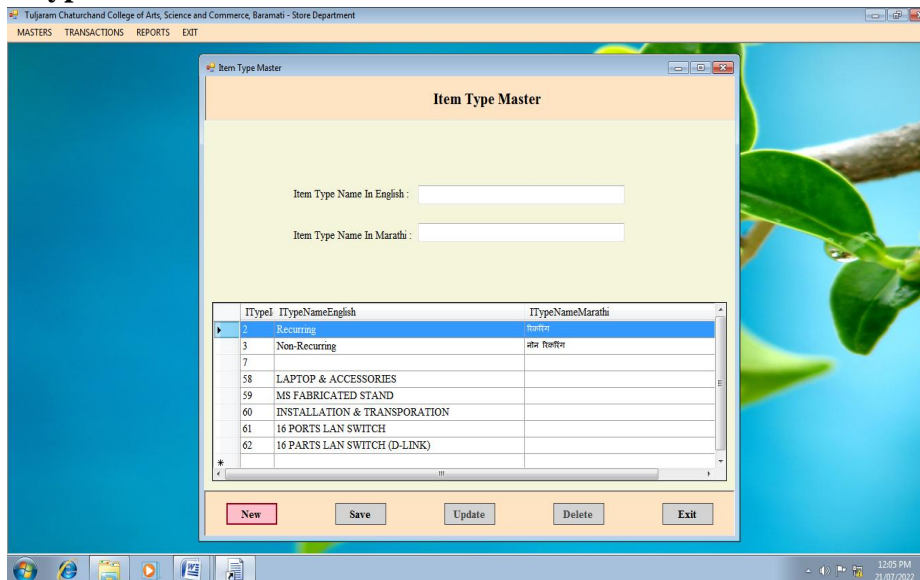 Tuljaram Chaturchand College of Arts, Science and Commerce, Baramati - Store Department
MASTERS TRANSACTIONS REPORTS EXIT
Item Type Master
Item Type Master
Item Type Name In English :
Item Type Name In Marathi :
ITypeI ITypeNameEnglish ITypeNameMarathi
2 Recurring रिकरिंग
3 Non-Recurring नॉन रिकरिंग
7
58 LAPTOP & ACCESSORIES
59 MS FABRICATED STAND
60 INSTALLATION & TRANSPORATION
61 16 PORTS LAN SWITCH
62 16 PARTS LAN SWITCH (D-LINK)
New Save Update Delete Exit
12:05 PM
21/07/2022